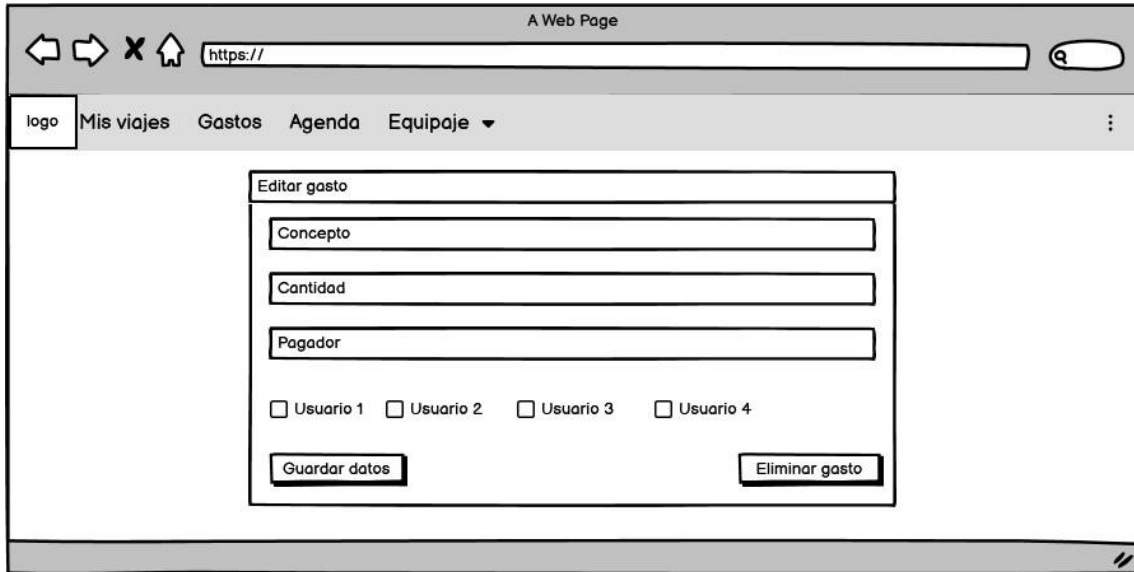 A Web Page
https://
logo Mis viajes Gastos Agenda Equipaje
Editar gasto
Concepto
Cantidad
Pagador
Usuario 1 Usuario 2 Usuario 3 Usuario 4
Guardar datos Eliminar gasto